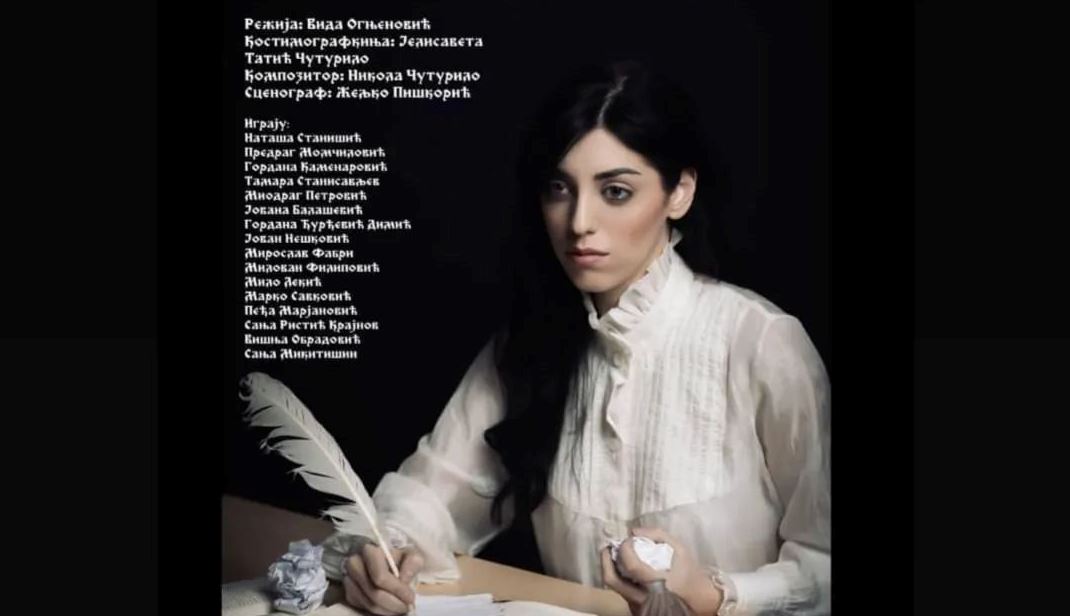 Режија: Вида Огњеновић
Костимографкиња: Јелисавета
Татић Чутурило
Композитор: Никола Чутурило
Сценограф: Жељко Пишкорић
Играју:
Наташа Станишић
Предраг Момчиловић
Гордана Каменаровић
Тамара Станисављев
Миодраг Петровић
Јована Балашевић
Гордана Ђурђевић Димић
Јован Нешковић
Мирослав Фабри
Милован Филиповић
Мило Лекић
Марко Савковић
Пеђа Марјановић
Сања Ристић Крајнов
Вишња Обрадовић
Сања Микитишин